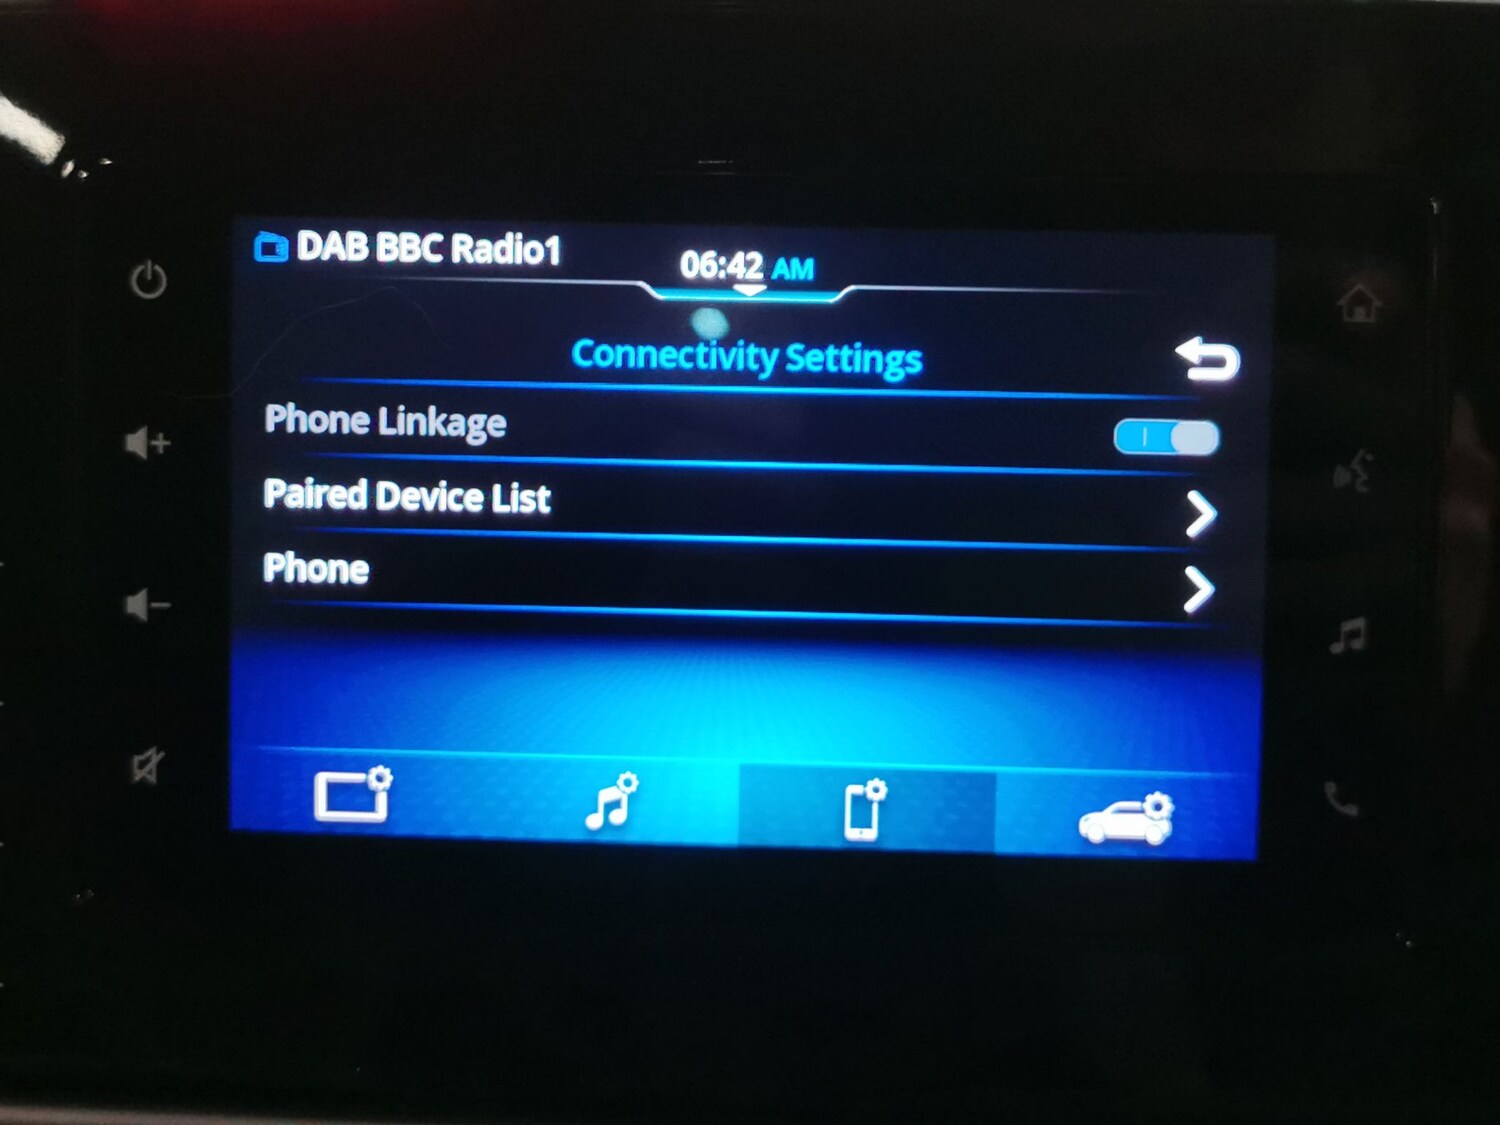 DAB BBC Radio1
06:42 AM
Connectivity Settings
Phone Linkage
Paired Device List
Phone